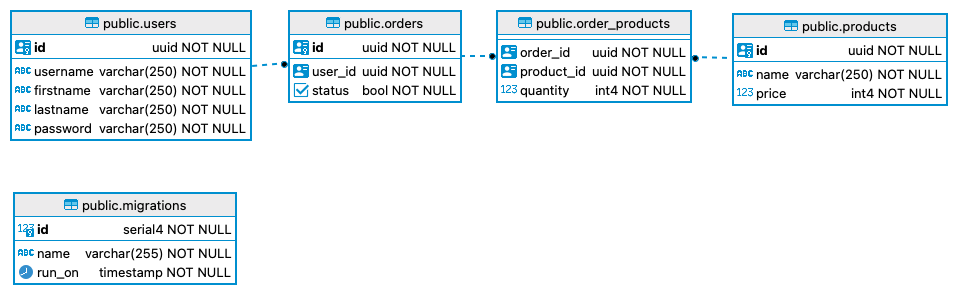 public.users
id uuid NOT NULL
ABC username varchar(250) NOT NULL
ABC firstname varchar(250) NOT NULL
ABC lastname varchar(250) NOT NULL
ABC password varchar(250) NOT NULL
public.orders
id uuid NOT NULL
user_id uuid NOT NULL
status bool NOT NULL
public.order_products
order_id uuid NOT NULL
product_id uuid NOT NULL
123 quantity int4 NOT NULL
public.products
id uuid NOT NULL
ABC name varchar(250) NOT NULL
123 price int4 NOT NULL
public.migrations
123 id serial4 NOT NULL
ABC name varchar(255) NOT NULL
run_on timestamp NOT NULL